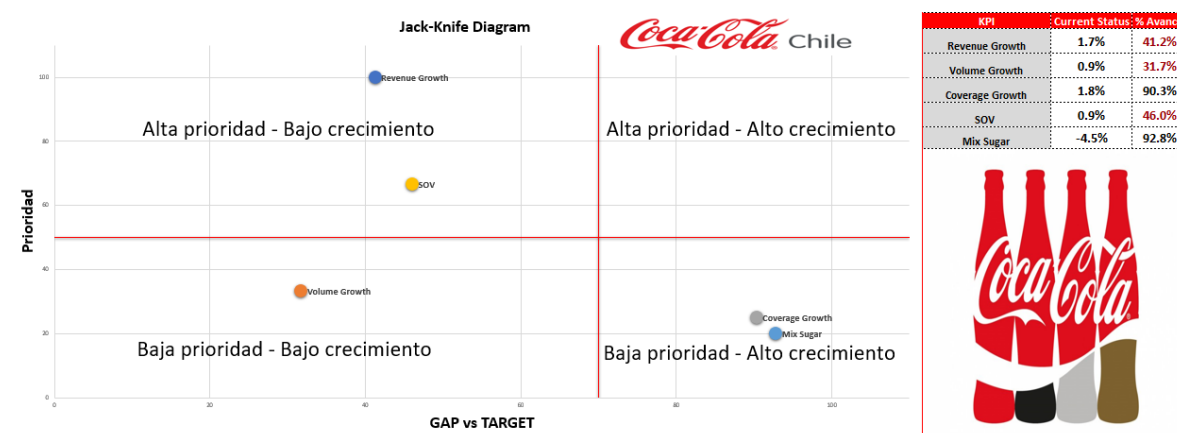 Jack-Knife Diagram
Coca-Cola Chile
Prioridad
100
80
60
40
20
0
Revenue Growth
Alta prioridad - Bajo crecimiento
Alta prioridad - Alto crecimiento
SOV
Volume Growth
Coverage Growth
Mix Sugar
Baja prioridad - Bajo crecimiento
Baja prioridad - Alto crecimiento
0 20 40 60 80 100
GAP vs TARGET
KPI Current Status % Avanc
Revenue Growth 1.7% 41.2%
Volume Growth 0.9% 31.7%
Coverage Growth 1.8% 90.3%
SOV 0.9% 46.0%
Mix Sugar -4.5% 92.8%
Coca-Cola